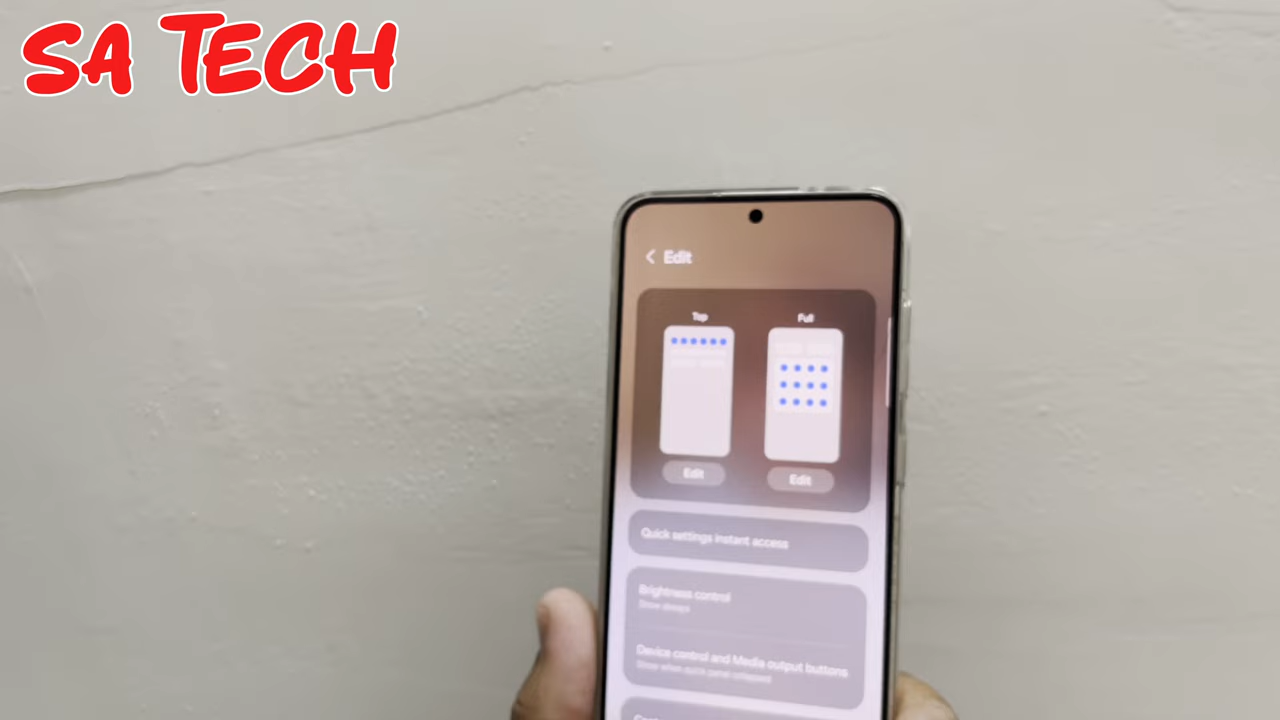 SA TECH
Edit
Top Full
Edit Edit
Quick settings instant access
Brightness control
Show always
Device control and Media output buttons
Show when quick panel collapsed